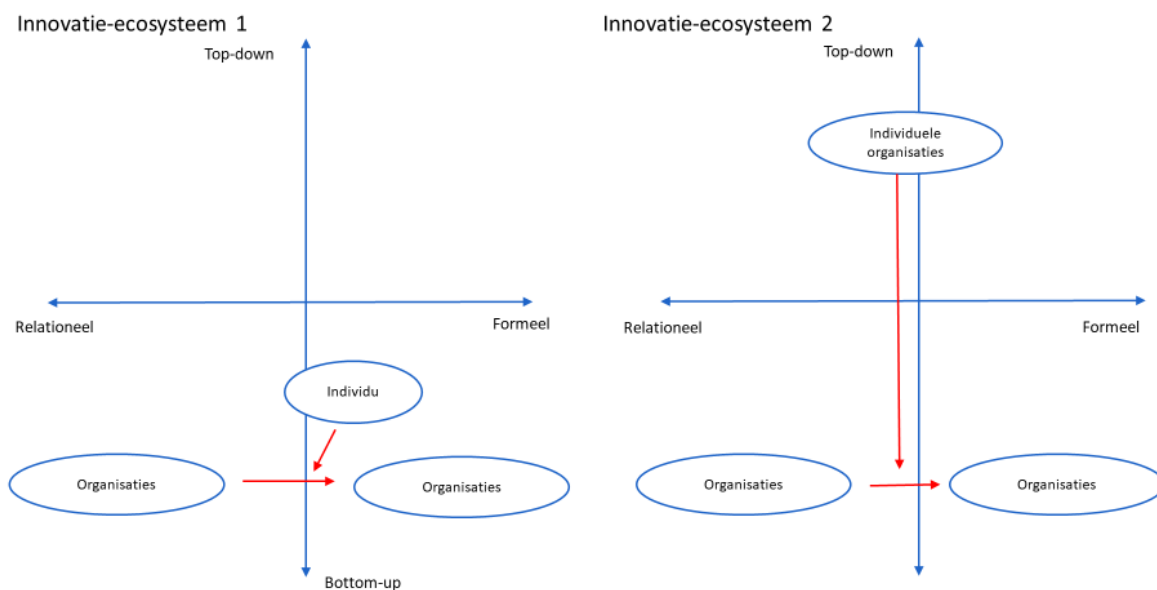 Innovatie-ecosysteem 1
Top-down
Relationeel
Formeel
Individu
Organisaties
Organisaties
Bottom-up
Innovatie-ecosysteem 2
Top-down
Individuele
organisaties
Relationeel
Formeel
Organisaties
Organisaties